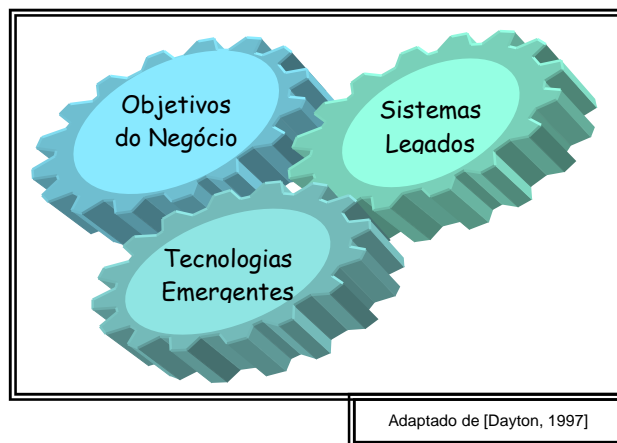 Objetivos
do Negócio
Sistemas
Legados
Tecnologias
Emergentes
Adaptado de [Dayton, 1997]